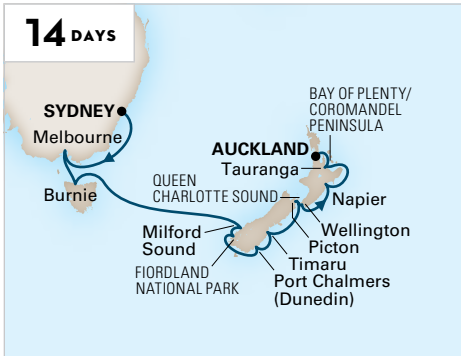 14 DAYS
SYDNEY
Melbourne
Burnie
BAY OF PLENTY/
COROMANDEL
PENINSULA
AUCKLAND
Tauranga
QUEEN
CHARLOTTE SOUND
Napier
Milford
Sound
FIORDLAND
NATIONAL PARK
Wellington
Picton
Timaru
Port Chalmers
(Dunedin)